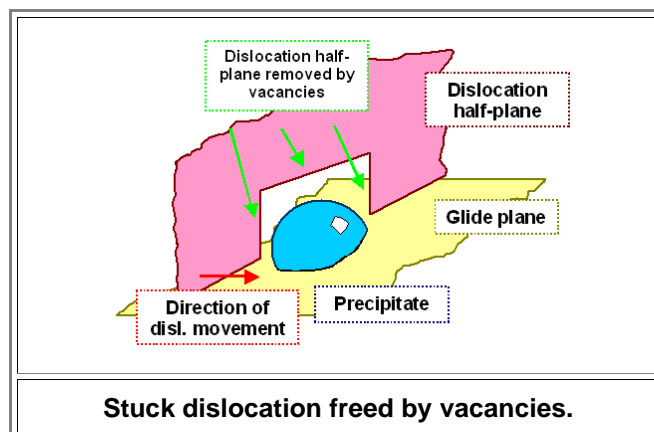 Dislocation half-
plane removed by
vacancies
Dislocation
half-plane
Glide plane
Precipitate
Direction of
disl. movement
Stuck dislocation freed by vacancies.